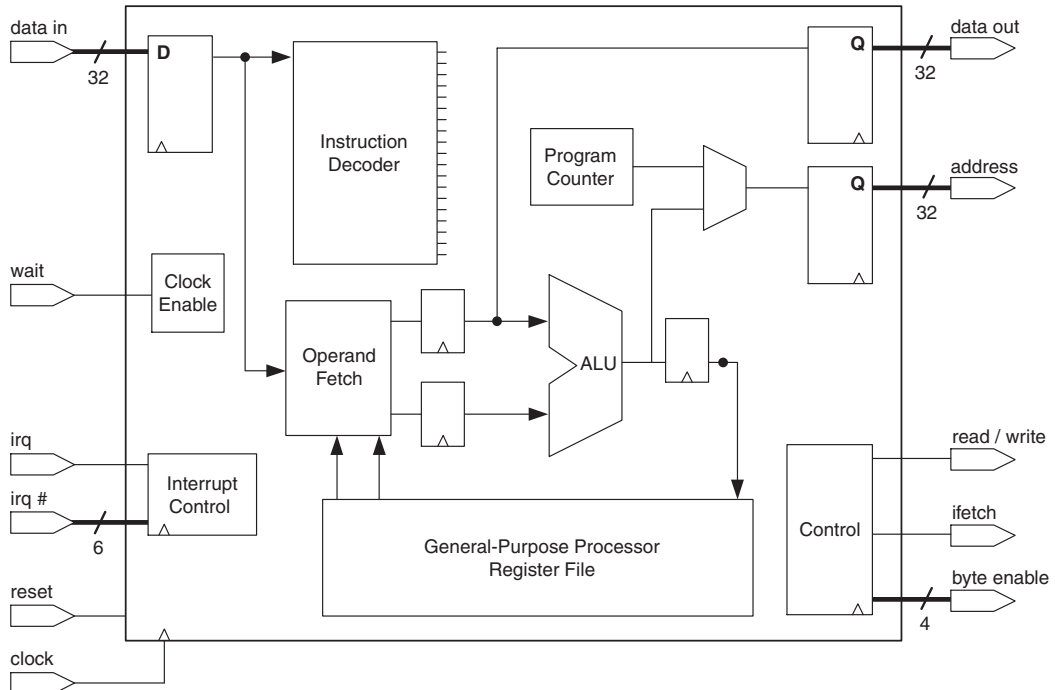 data in
32
D
Instruction
Decoder
Q
data out
32
Program
Counter
Q
address
32
wait
Clock
Enable
Operand
Fetch
ALU
irq
irq #
6
Interrupt
Control
General-Purpose Processor
Register File
Control
read / write
ifetch
byte enable
4
reset
clock